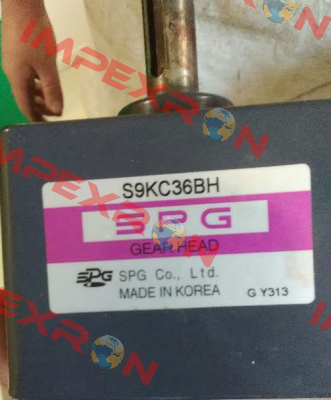 S9KC36BH
SPG
GEAR HEAD
SPG SPG Co., Ltd.
MADE IN KOREA G Y313
IMPEXRON
IMPEXRON
IMPEXRON